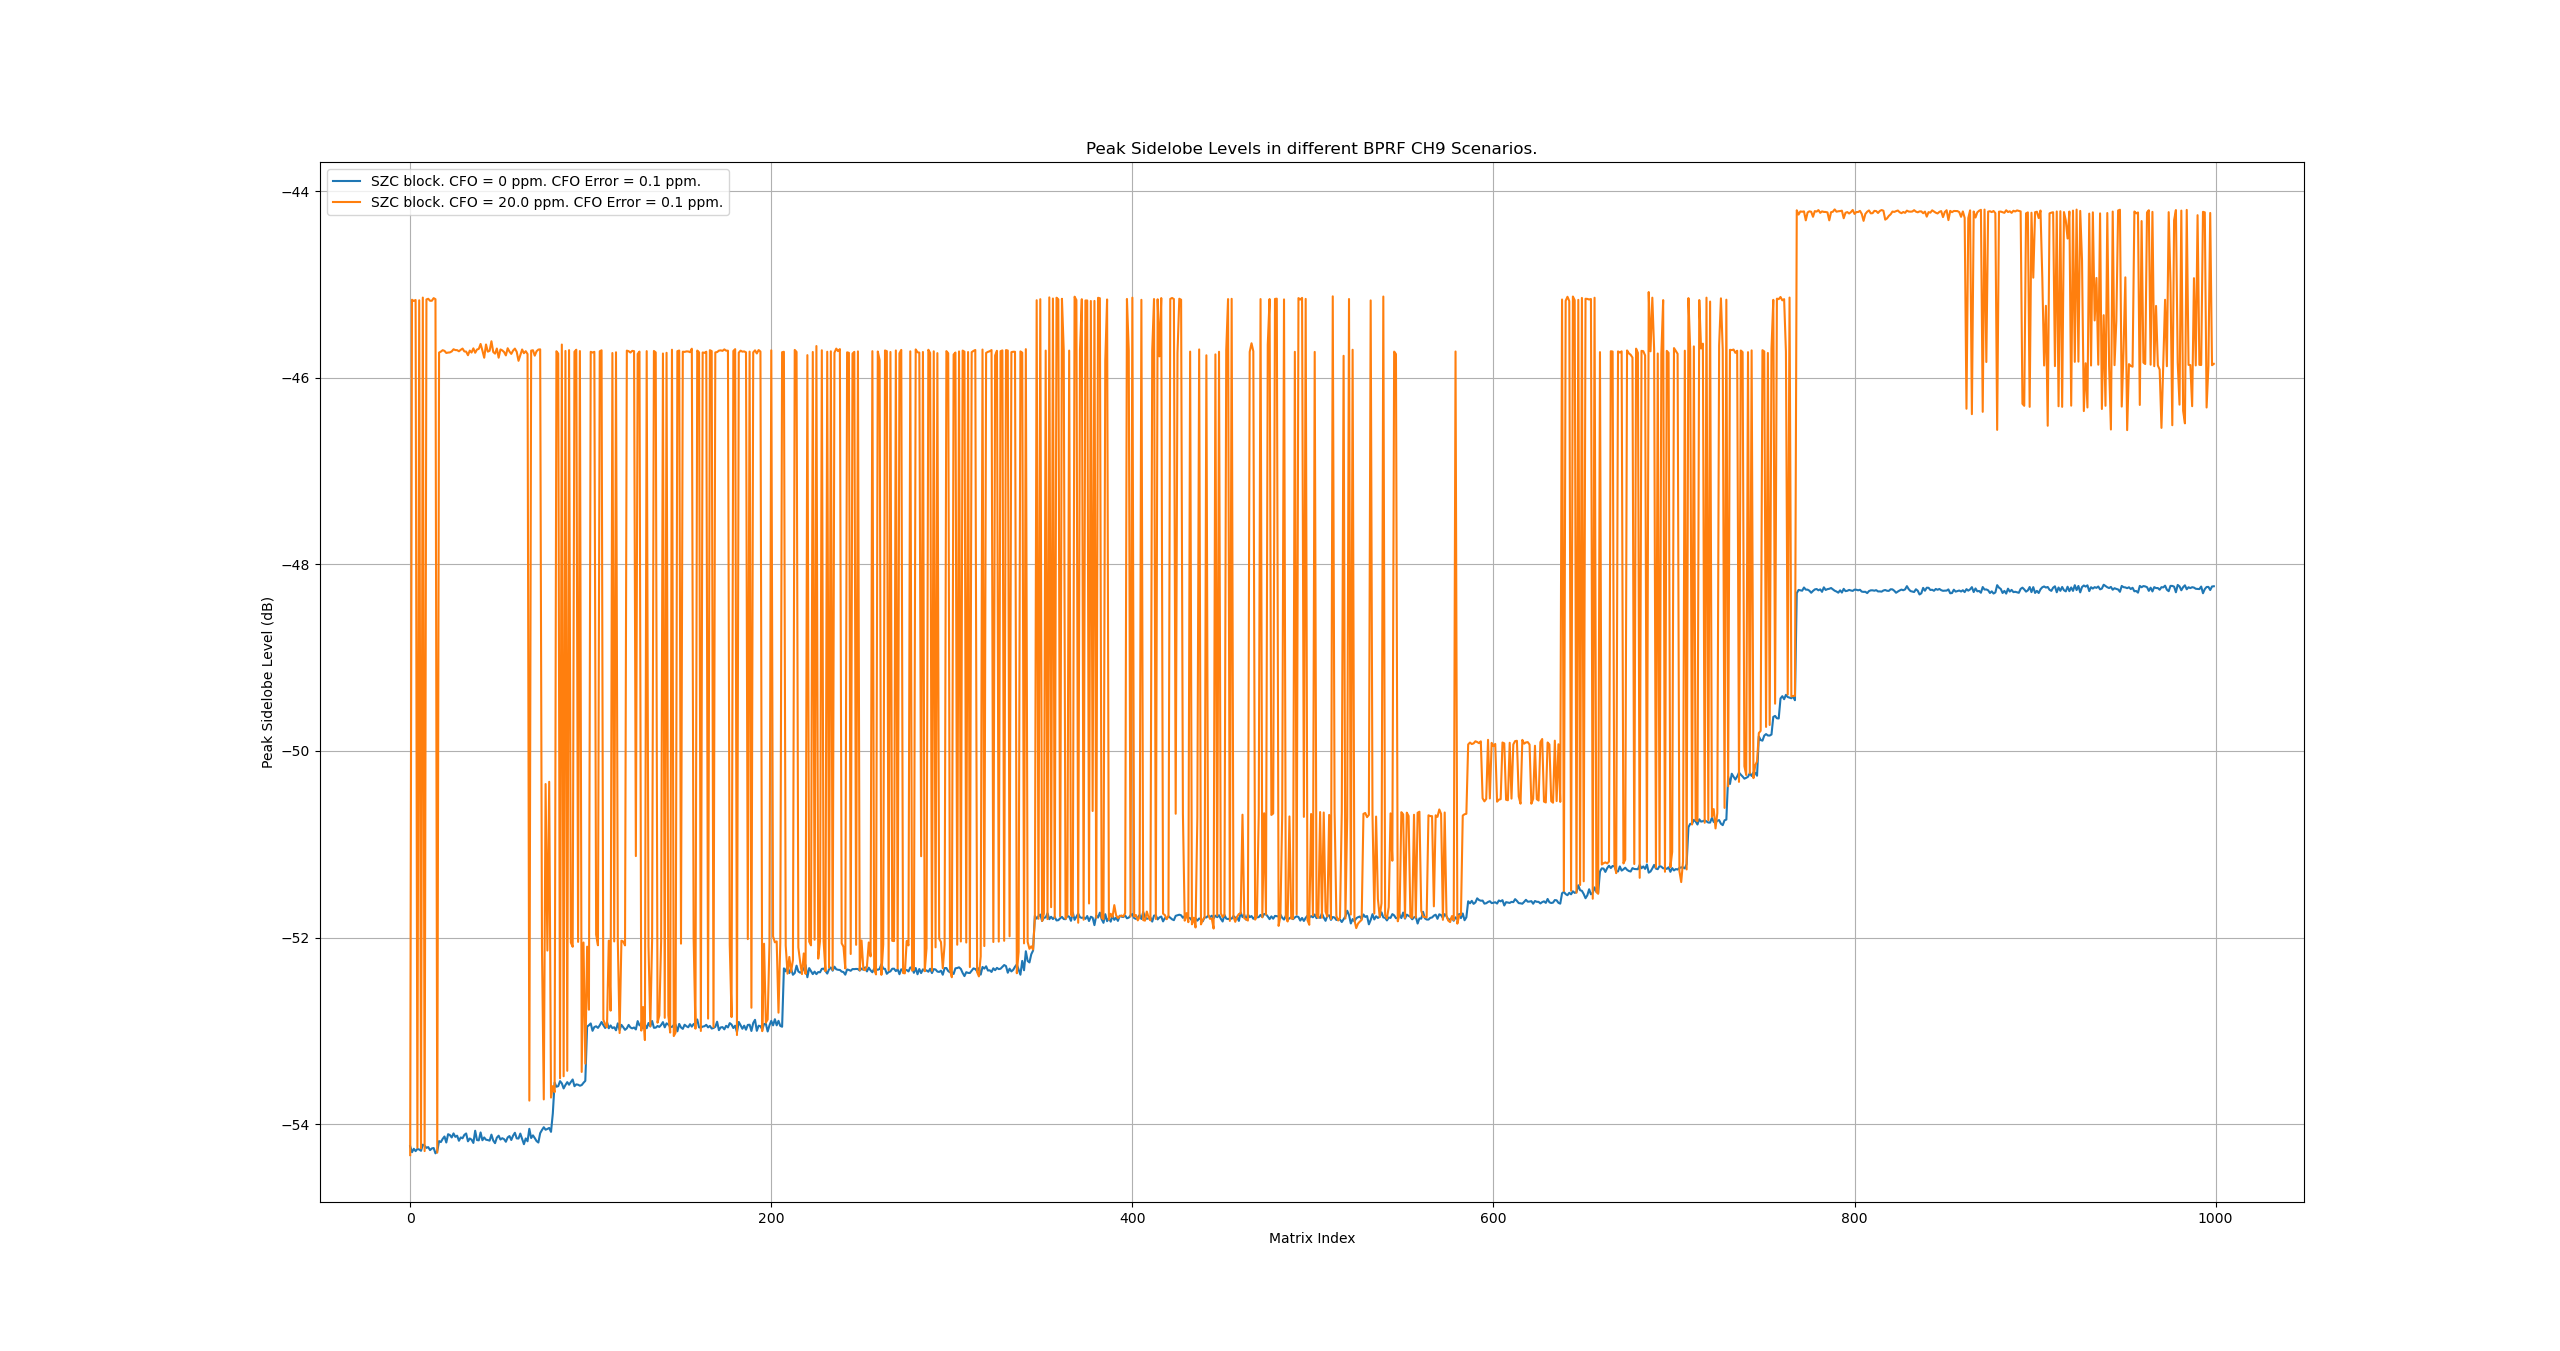 Peak Sidelobe Levels in different BPRF CH9 Scenarios.
SZC block. CFO = 0 ppm. CFO Error = 0.1 ppm.
SZC block. CFO = 20.0 ppm. CFO Error = 0.1 ppm.
−44
−46
−48
−50
−52
−54
Peak Sidelobe Level (dB)
0
200
400
600
800
1000
Matrix Index